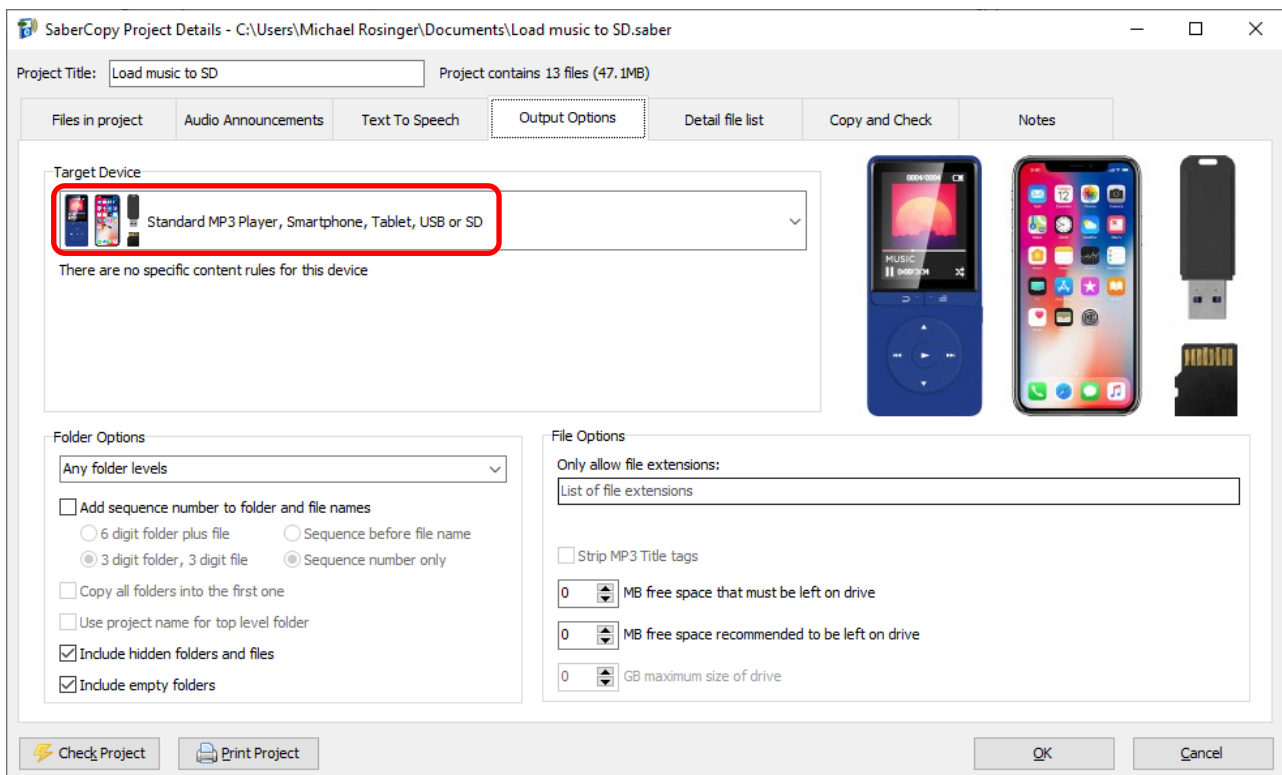 SaberCopy Project Details - C:\Users\Michael Rosinger\Documents\Load music to SD.saber
Project Title: Load music to SD Project contains 13 files (47.1MB)
Files in project Audio Announcements Text To Speech Output Options Detail file list Copy and Check Notes
Target Device
Standard MP3 Player, Smartphone, Tablet, USB or SD
There are no specific content rules for this device
0004/0004
MUSIC
Folder Options
Any folder levels
Add sequence number to folder and file names
6 digit folder plus file Sequence before file name
3 digit folder, 3 digit file Sequence number only
Copy all folders into the first one
Use project name for top level folder
Include hidden folders and files
Include empty folders
File Options
Only allow file extensions:
List of file extensions
Strip MP3 Title tags
0 MB free space that must be left on drive
0 MB free space recommended to be left on drive
0 GB maximum size of drive
Check Project Print Project OK Cancel